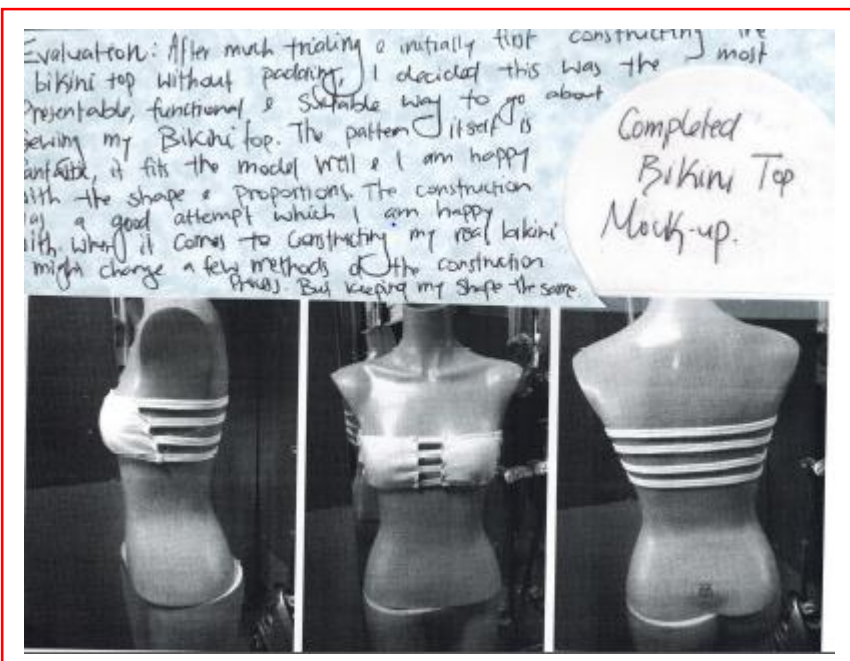 Evaluation: After much trialing & initially first constructing the
bikini top without padding, I decided this was the most
Presentable, functional & Suitable way to go about
sewing my Bikini top. The pattern itself is
fantastic, it fits the model well & I am happy
with the shape & proportions. The construction
was a good attempt which I am happy
with. When it comes to constructing my real bikini
I might change a few methods of the construction
Process. But keeping my shape the same.
Completed
Bikini Top
Mock-up.